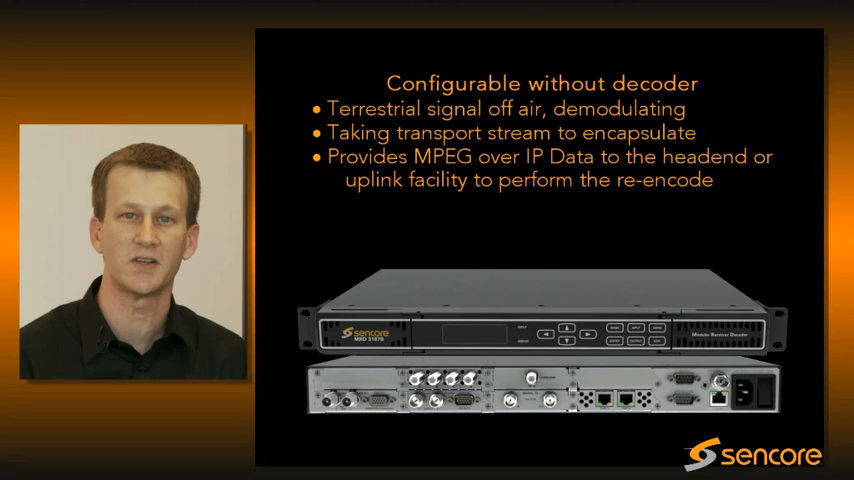 Configurable without decoder
• Terrestrial signal off air, demodulating
• Taking transport stream to encapsulate
• Provides MPEG over IP Data to the headend or
uplink facility to perform the re-encode
sencore
MRD 3187B
Modular Receiver Decoder
sencore